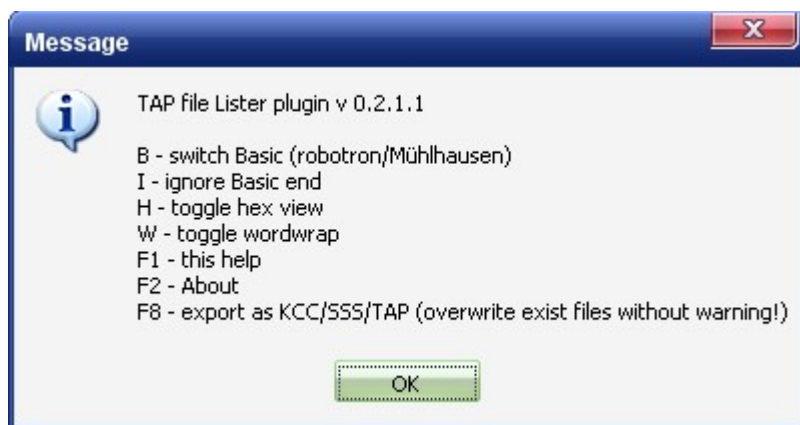 Message
TAP file Lister plugin v 0.2.1.1
B - switch Basic (robotron/Mühlhausen)
I - ignore Basic end
H - toggle hex view
W - toggle wordwrap
F1 - this help
F2 - About
F8 - export as KCC/SSS/TAP (overwrite exist files without warning!)
OK